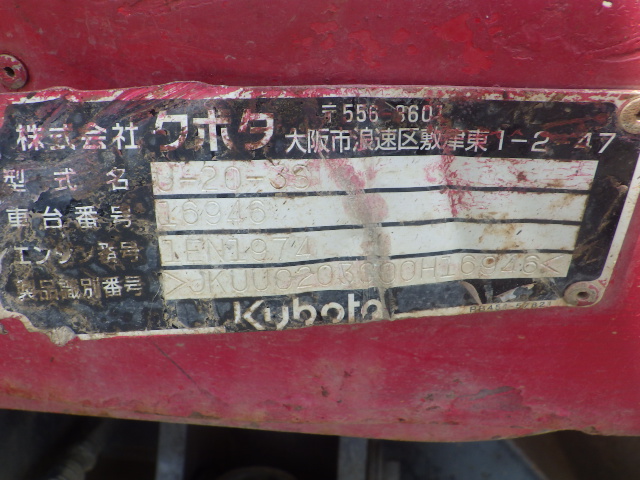 〒556-8601
株式会社 クボタ 大阪市浪速区敷津東1-2-47
型式名 U-20-3S
車台番号 16946
エンジン番号 1EN1974
製品識別番号 >JKUU020K00H16946<
Kubota